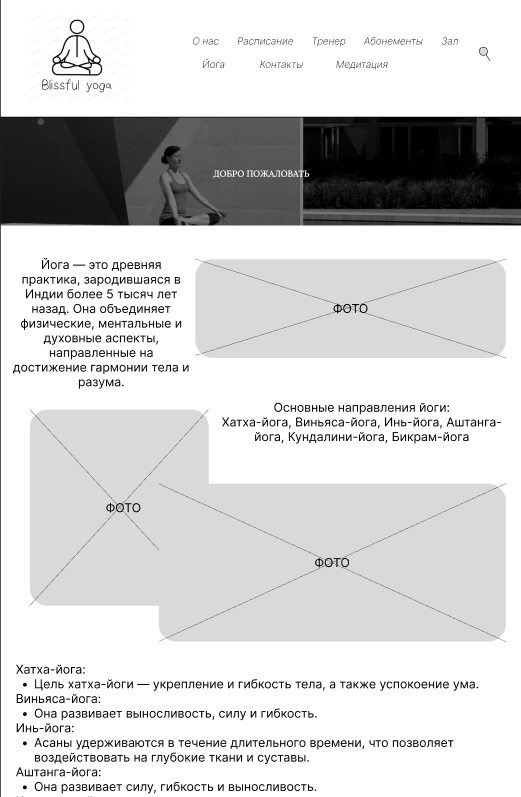 Blissful yoga
О нас Расписание Тренер Абонементы Зал
Йога Контакты Медитация
ДОБРО ПОЖАЛОВАТЬ
Йога — это древняя
практика, зародившаяся в
Индии более 5 тысяч лет
назад. Она объединяет
физические, ментальные и
духовные аспекты,
направленные на
достижение гармонии тела и
разума.
ФОТО
Основные направления йоги:
Хатха-йога, Виньяса-йога, Инь-йога, Аштанга-
йога, Кундалини-йога, Бикрам-йога
ФОТО
ФОТО
Хатха-йога:
• Цель хатха-йоги — укрепление и гибкость тела, а также успокоение ума.
Виньяса-йога:
• Она развивает выносливость, силу и гибкость.
Инь-йога:
• Асаны удерживаются в течение длительного времени, что позволяет
воздействовать на глубокие ткани и суставы.
Аштанга-йога:
• Она развивает силу, гибкость и выносливость.